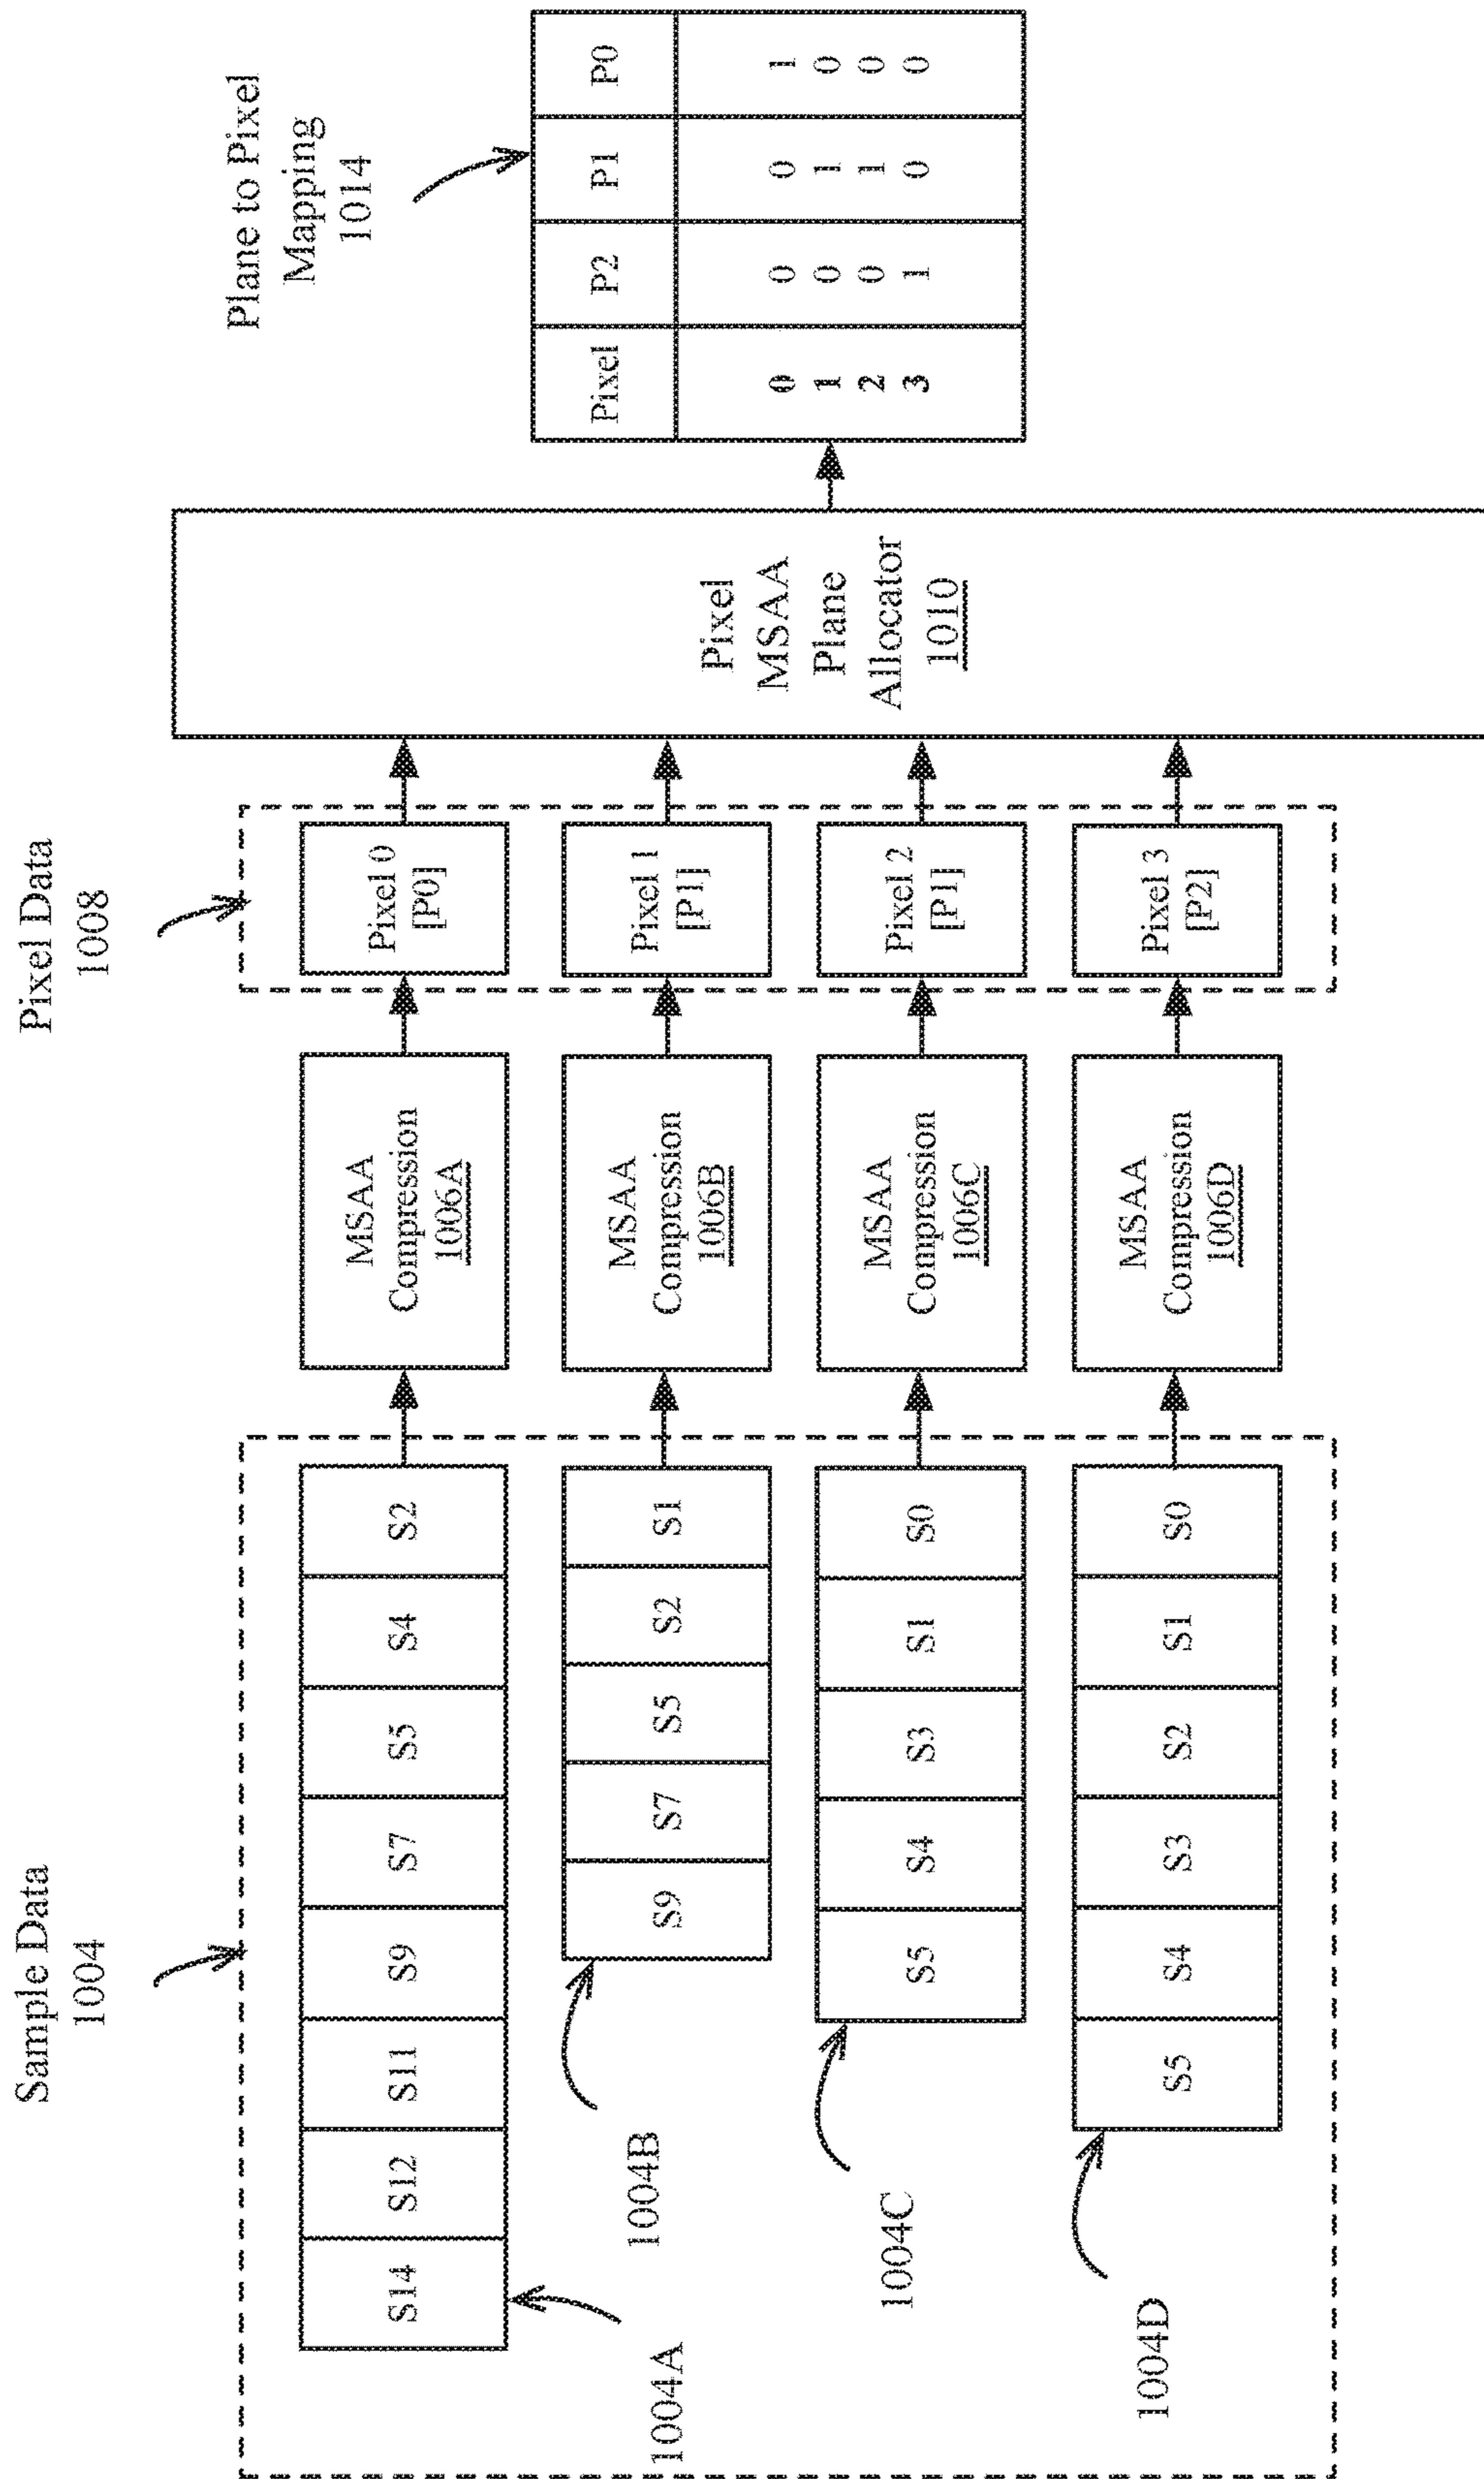 Sample Data
1004
Pixel Data
1008
Plane to Pixel
Mapping
1014
S14 S12 S11 S9 S7 S5 S4 S2
1004A
MSAA
Compression
1006A
Pixel 0
[P0]
S9 S7 S5 S2 S1
1004B
MSAA
Compression
1006B
Pixel 1
[P1]
S5 S4 S3 S1 S0
1004C
MSAA
Compression
1006C
Pixel 2
[P1]
S5 S4 S3 S2 S1 S0
1004D
MSAA
Compression
1006D
Pixel 3
[P2]
Pixel
MSAA
Plane
Allocator
1010
Pixel P2 P1 P0
0 0 0 1
1 0 1 0
2 0 1 0
3 1 0 0